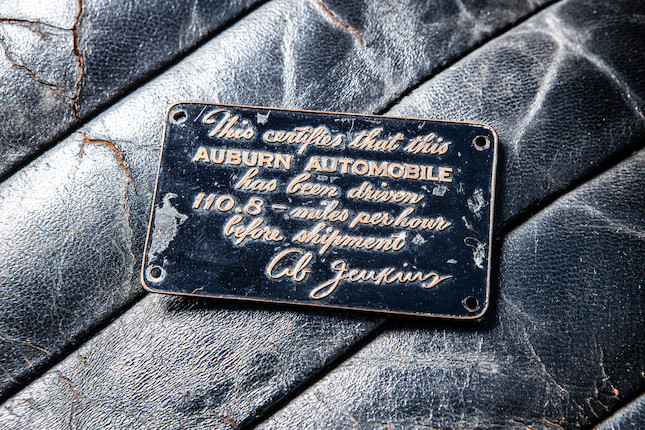 This certifies that this
AUBURN AUTOMOBILE
has been driven
110.8 - miles per hour
before shipment
Ab Jenkins